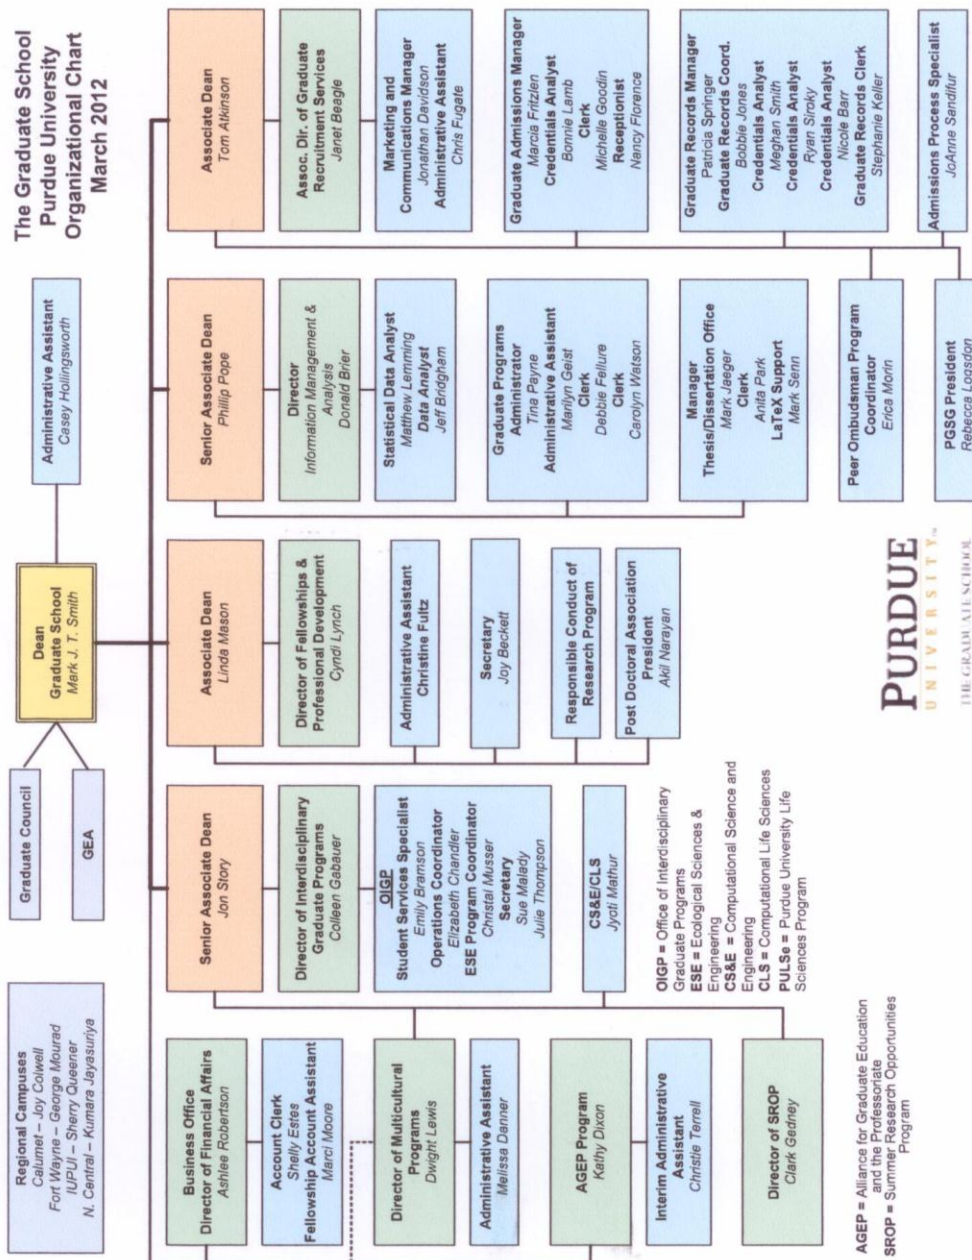 The Graduate School
Purdue University
Organizational Chart
March 2012
Regional Campuses
Calumet – Joy Colwell
Fort Wayne – George Mourad
IUPUI – Sherry Queener
N. Central – Kumara Jayasuriya
Graduate Council
GEA
Dean
Graduate School
Mark J. T. Smith
Administrative Assistant
Casey Hollingsworth
Business Office
Director of Financial Affairs
Ashlee Robertson
Account Clerk
Shelly Estes
Fellowship Account Assistant
Marci Moore
Director of Multicultural
Programs
Dwight Lewis
Administrative Assistant
Melissa Danner
AGEP Program
Kathy Dixon
Interim Administrative
Assistant
Christie Terrell
Director of SROP
Clark Gedney
Senior Associate Dean
Jon Story
Director of Interdisciplinary
Graduate Programs
Colleen Gabauer
OIGP
Student Services Specialist
Emily Bramson
Operations Coordinator
Elizabeth Chandler
ESE Program Coordinator
Christal Musser
Secretary
Sue Malady
Julie Thompson
CS&E/CLS
Jyoti Mathur
Associate Dean
Linda Mason
Director of Fellowships &
Professional Development
Cyndi Lynch
Administrative Assistant
Christine Fultz
Secretary
Joy Beckett
Responsible Conduct of
Research Program
Post Doctoral Association
President
Akil Narayan
Senior Associate Dean
Phillip Pope
Director
Information Management &
Analysis
Donald Brier
Statistical Data Analyst
Matthew Lemming
Data Analyst
Jeff Bridgham
Graduate Programs
Administrator
Tina Payne
Administrative Assistant
Marilyn Geist
Clerk
Debbie Fellure
Clerk
Carolyn Watson
Manager
Thesis/Dissertation Office
Mark Jaeger
Clerk
Anita Park
LaTeX Support
Mark Senn
Associate Dean
Tom Atkinson
Assoc. Dir. of Graduate
Recruitment Services
Janet Beagle
Marketing and
Communications Manager
Jonathan Davidson
Administrative Assistant
Chris Fugate
Graduate Admissions Manager
Marcia Fritzlen
Credentials Analyst
Bonnie Lamb
Clerk
Michelle Goodin
Receptionist
Nancy Florence
Graduate Records Manager
Patricia Springer
Graduate Records Coord.
Bobbie Jones
Credentials Analyst
Meghan Smith
Credentials Analyst
Ryan Siroky
Credentials Analyst
Nicole Barr
Graduate Records Clerk
Stephanie Keller
Admissions Process Specialist
JoAnne Sandifur
Peer Ombudsman Program
Coordinator
Erica Morin
PGSG President
Rebecca Logsdon
OIGP = Office of Interdisciplinary
Graduate Programs
ESE = Ecological Sciences &
Engineering
CS&E = Computational Science and
Engineering
CLS = Computational Life Sciences
PULSe = Purdue University Life
Sciences Program
AGEP = Alliance for Graduate Education
and the Professoriate
SROP = Summer Research Opportunities
Program
PURDUE
UNIVERSITY™
THE GRADUATE SCHOOL